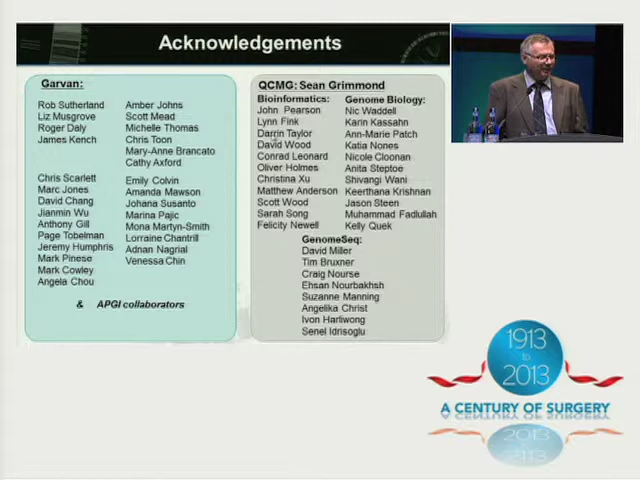 Acknowledgements
Garvan:
Rob Sutherland
Liz Musgrove
Roger Daly
James Kench
Chris Scarlett
Marc Jones
David Chang
Jianmin Wu
Anthony Gill
Page Tobelman
Jeremy Humphris
Mark Pinese
Mark Cowley
Angela Chou
Amber Johns
Scott Mead
Michelle Thomas
Chris Toon
Mary-Anne Brancato
Cathy Axford
Emily Colvin
Amanda Mawson
Johana Susanto
Marina Pajic
Mona Martyn-Smith
Lorraine Chantrill
Adnan Nagrial
Venessa Chin
& APGI collaborators
QCMG: Sean Grimmond
Bioinformatics:
John Pearson
Lynn Fink
Darrin Taylor
David Wood
Conrad Leonard
Oliver Holmes
Christina Xu
Matthew Anderson
Scott Wood
Sarah Song
Felicity Newell
Genome Biology:
Nic Waddell
Karin Kassahn
Ann-Marie Patch
Katia Nones
Nicole Cloonan
Anita Steptoe
Shivangi Wani
Keerthana Krishnan
Jason Steen
Muhammad Fadlullah
Kelly Quek
GenomeSeq:
David Miller
Tim Bruxner
Craig Nourse
Ehsan Nourbakhsh
Suzanne Manning
Angelika Christ
Ivon Harliwong
Senel Idrisoglu
1913
to
2013
A CENTURY OF SURGERY